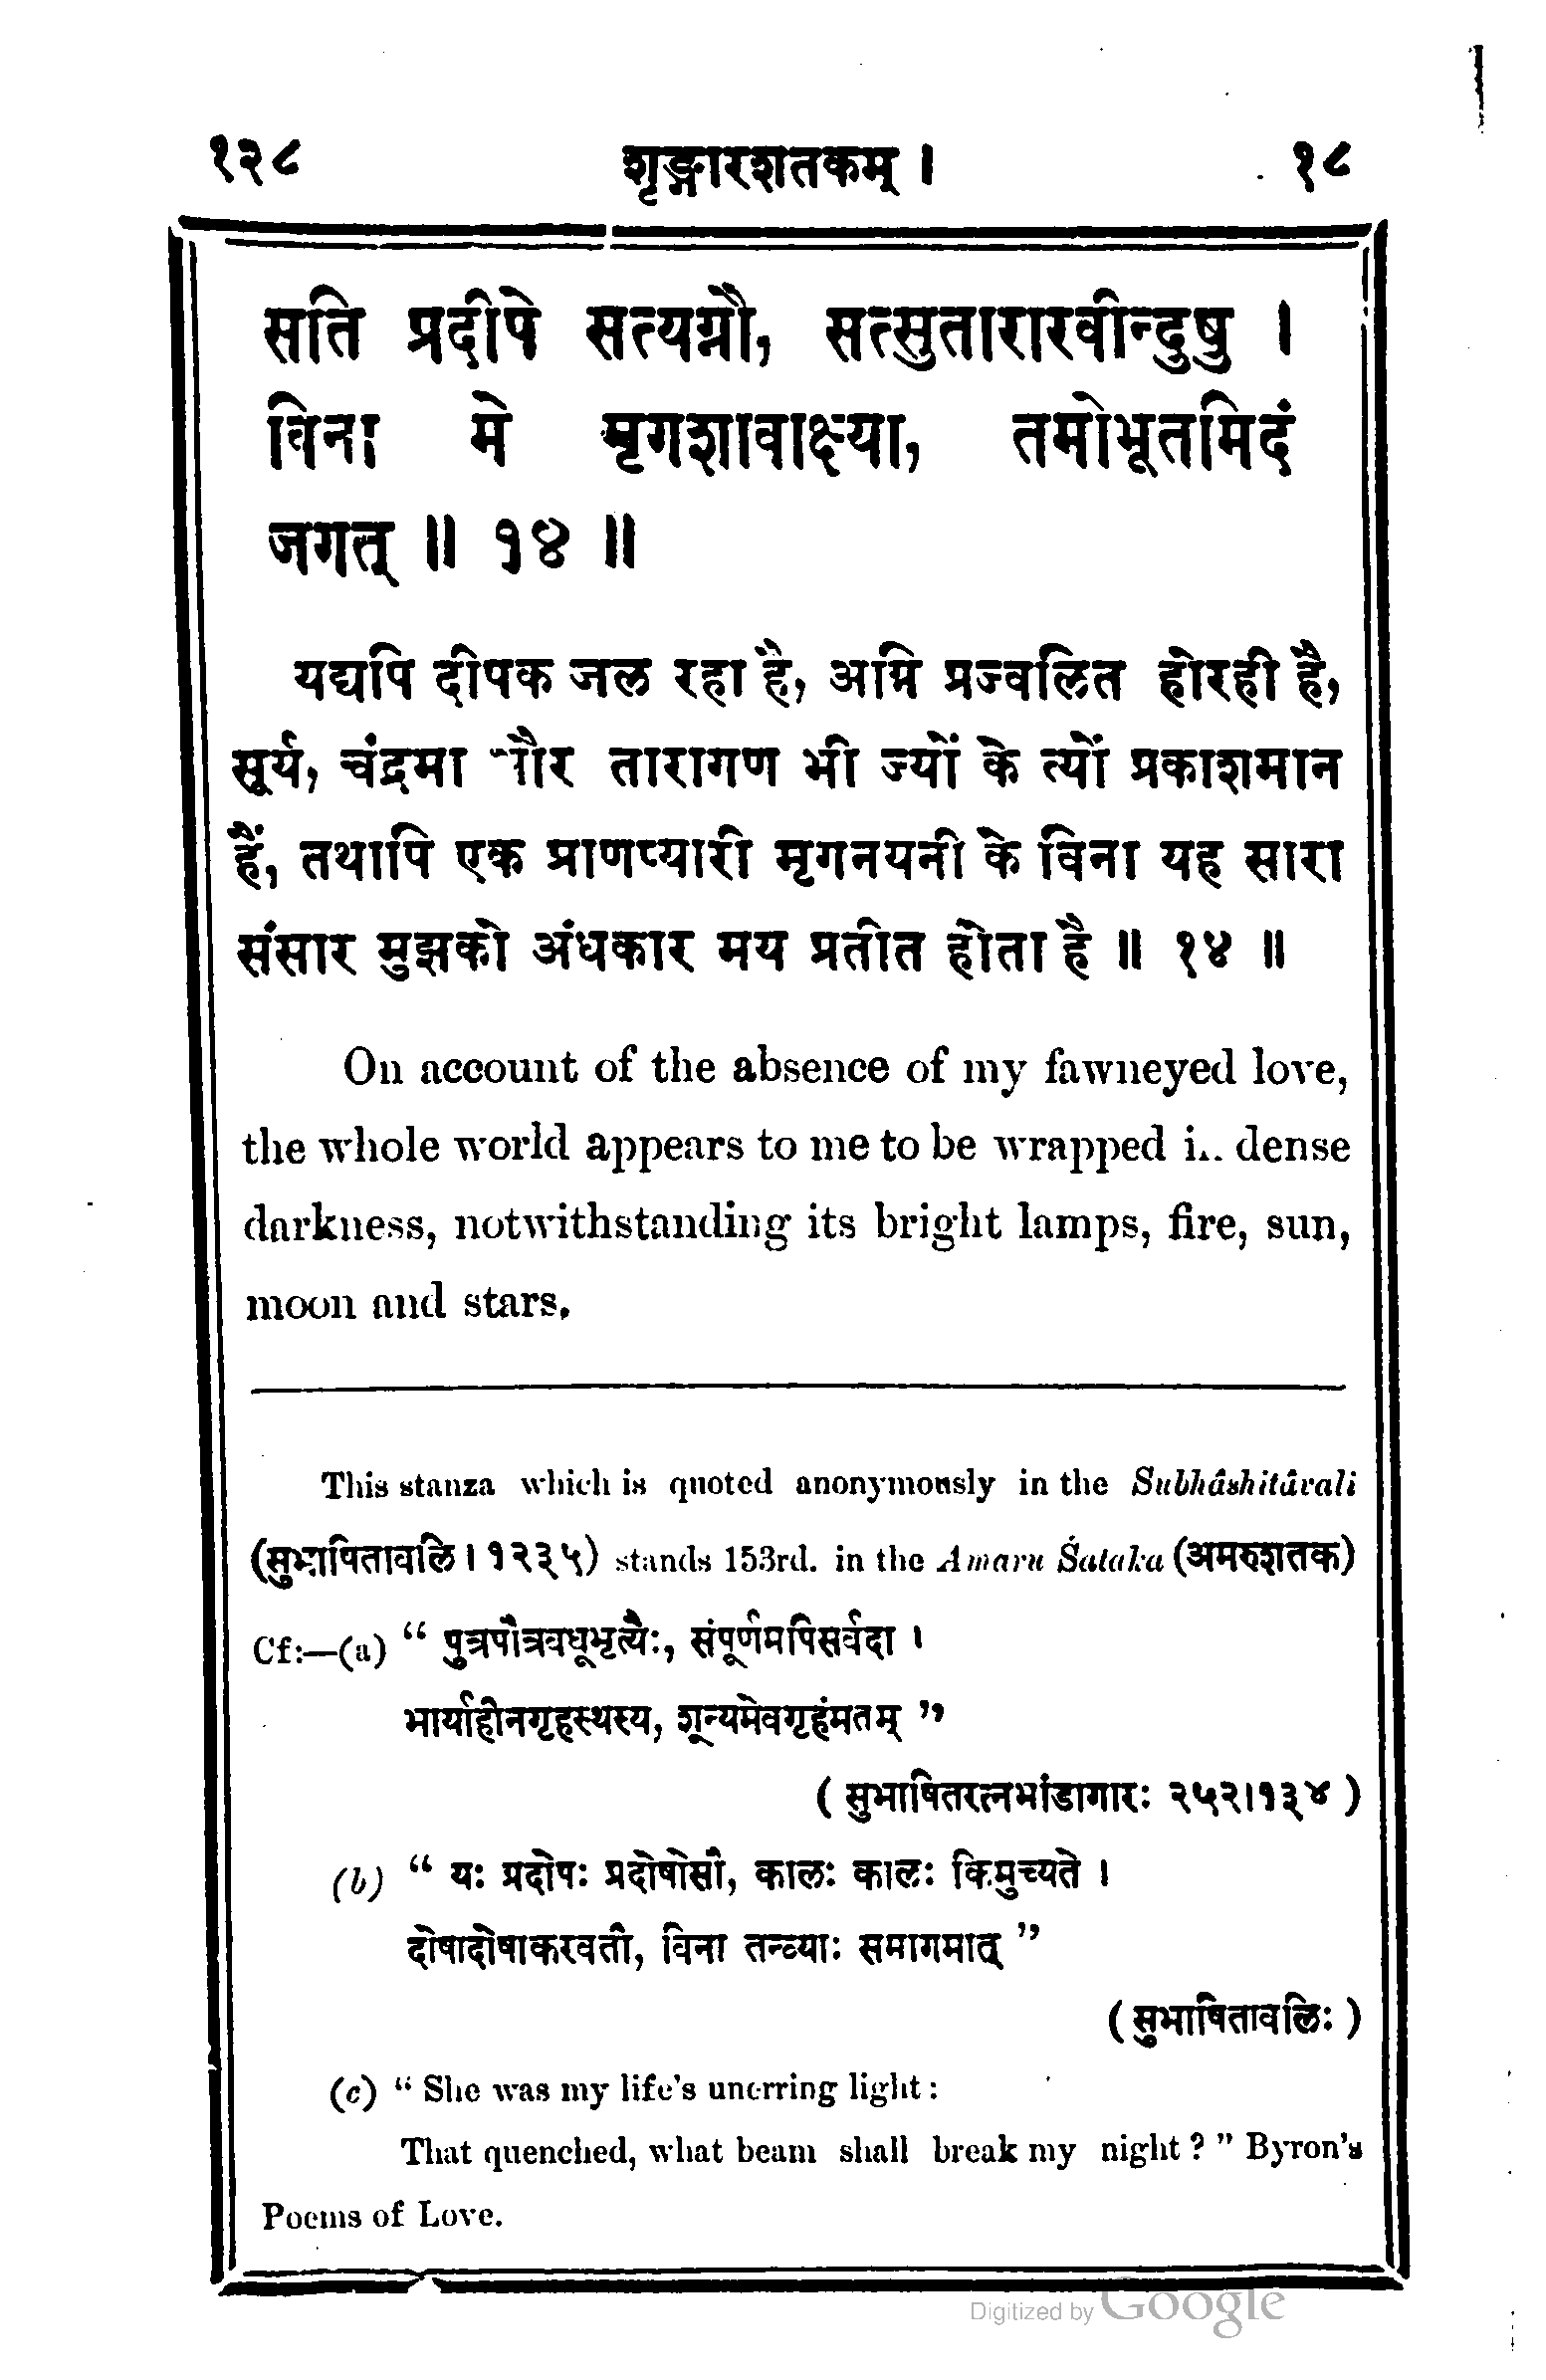 १२८ शृङ्गारशतकम् । १८
सति प्रदीपे सत्यग्नौ, सत्सुतारारवीन्दुषु ।
विना मे मृगशावाक्ष्या, तमोभूतमिदं
जगत् ॥ १४ ॥
यद्यपि दीपक जल रहा है, अग्नि प्रज्वलित होरही है,
सूर्य, चंद्रमा और तारागण भी ज्यों के त्यों प्रकाशमान
हैं, तथापि एक प्राणप्यारी मृगनयनी के विना यह सारा
संसार मुझको अंधकार मय प्रतीत होता है ॥ १४ ॥
On account of the absence of my fawneyed love,
the whole world appears to me to be wrapped in dense
darkness, notwithstanding its bright lamps, fire, sun,
moon and stars.
This stanza which is quoted anonymously in the Subhâshitâvali
(सुभाषितावलि । १२३५) stands 153rd. in the Amaru Śataka (अमरुशतक)
Cf:—(a) “ पुत्रपौत्रवधूभृत्यैः, संपूर्णमपिसर्वदा ।
भार्याहीनगृहस्थस्य, शून्यमेवगृहंमतम् ”
( सुभाषितरत्नभांडागारः २५२।१३४ )
(b) “ यः प्रदोषः प्रदोषोसौ, कालः कालः किमुच्यते ।
दोषादोषाकरवती, विना तन्व्याः समागमात् ”
( सुभाषितावलिः )
(c) “ She was my life's unerring light :
That quenched, what beam shall break my night ? ” Byron's
Poems of Love.
Digitized by Google